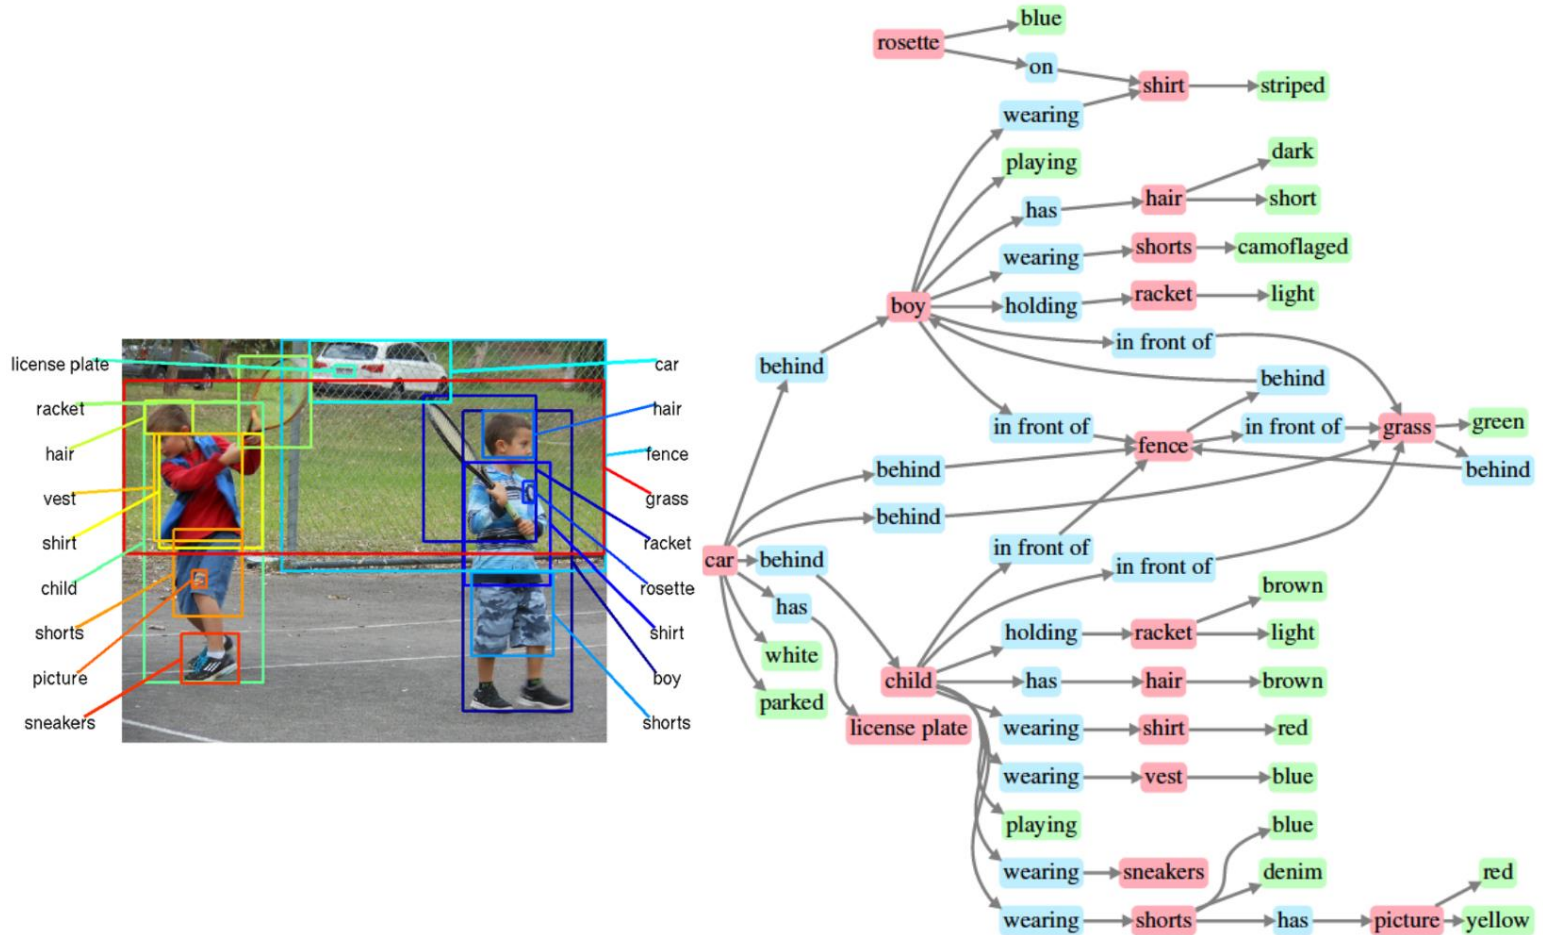 license plate
racket
hair
vest
shirt
child
shorts
picture
sneakers
car
hair
fence
grass
racket
rosette
shirt
boy
shorts
rosette
blue
on
shirt
striped
wearing
playing
dark
has
hair
short
wearing
shorts
camoflaged
boy
holding
racket
light
in front of
behind
behind
in front of
fence
in front of
grass
green
behind
behind
behind
car
behind
in front of
in front of
has
brown
holding
racket
light
white
child
has
hair
brown
parked
license plate
wearing
shirt
red
wearing
vest
blue
playing
blue
wearing
sneakers
denim
red
wearing
shorts
has
picture
yellow